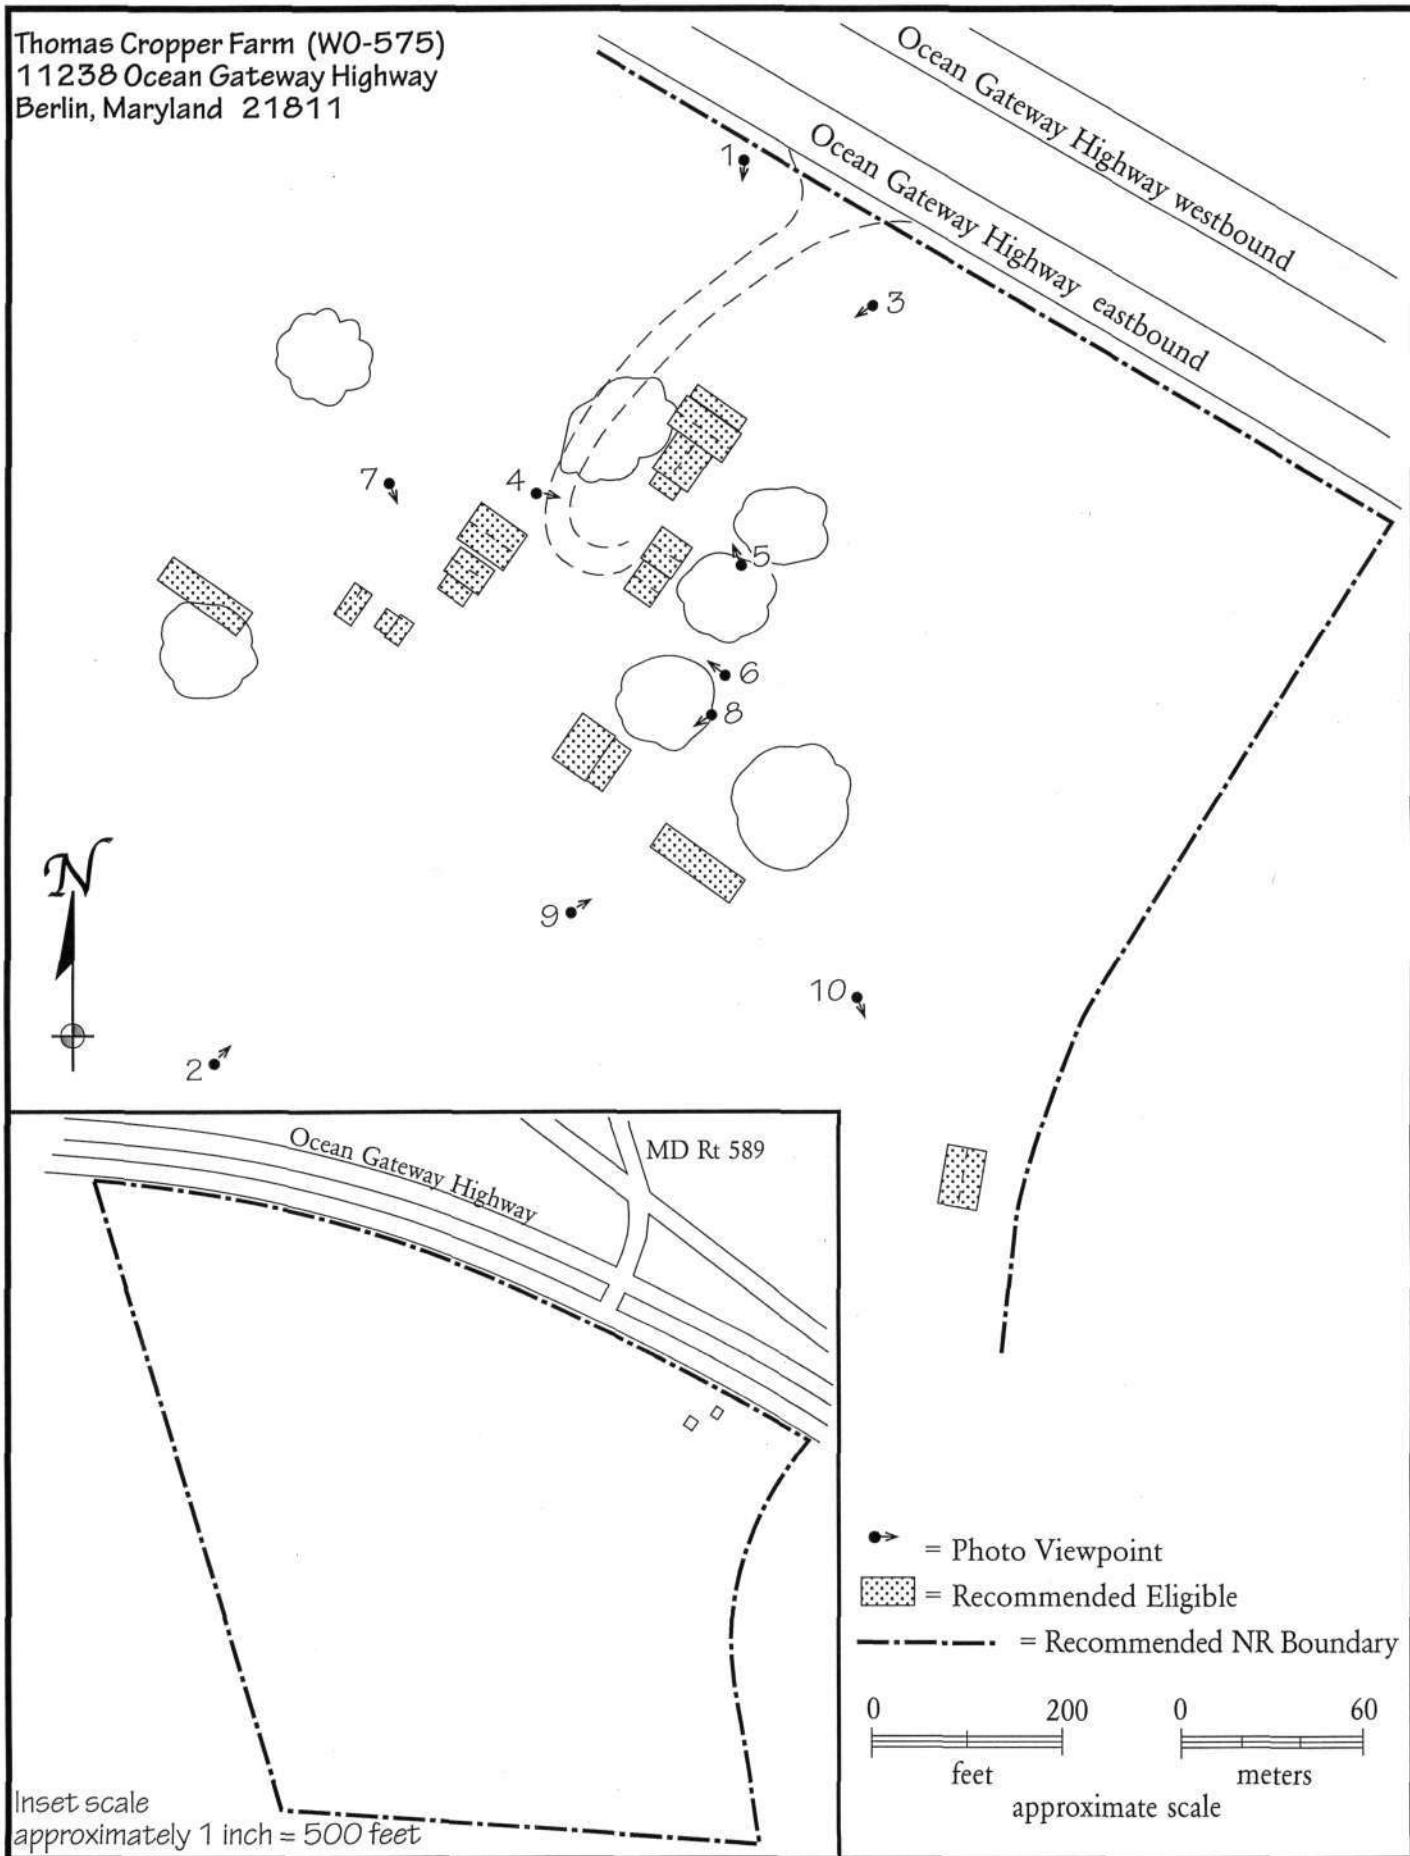 Thomas Cropper Farm (WO-575)
11238 Ocean Gateway Highway
Berlin, Maryland 21811
Ocean Gateway Highway westbound
Ocean Gateway Highway eastbound
1
3
7
4
5
6
8
N
9
10
2
Ocean Gateway Highway
MD Rt 589
= Photo Viewpoint
= Recommended Eligible
= Recommended NR Boundary
0 200
feet
0 60
meters
approximate scale
Inset scale
approximately 1 inch = 500 feet